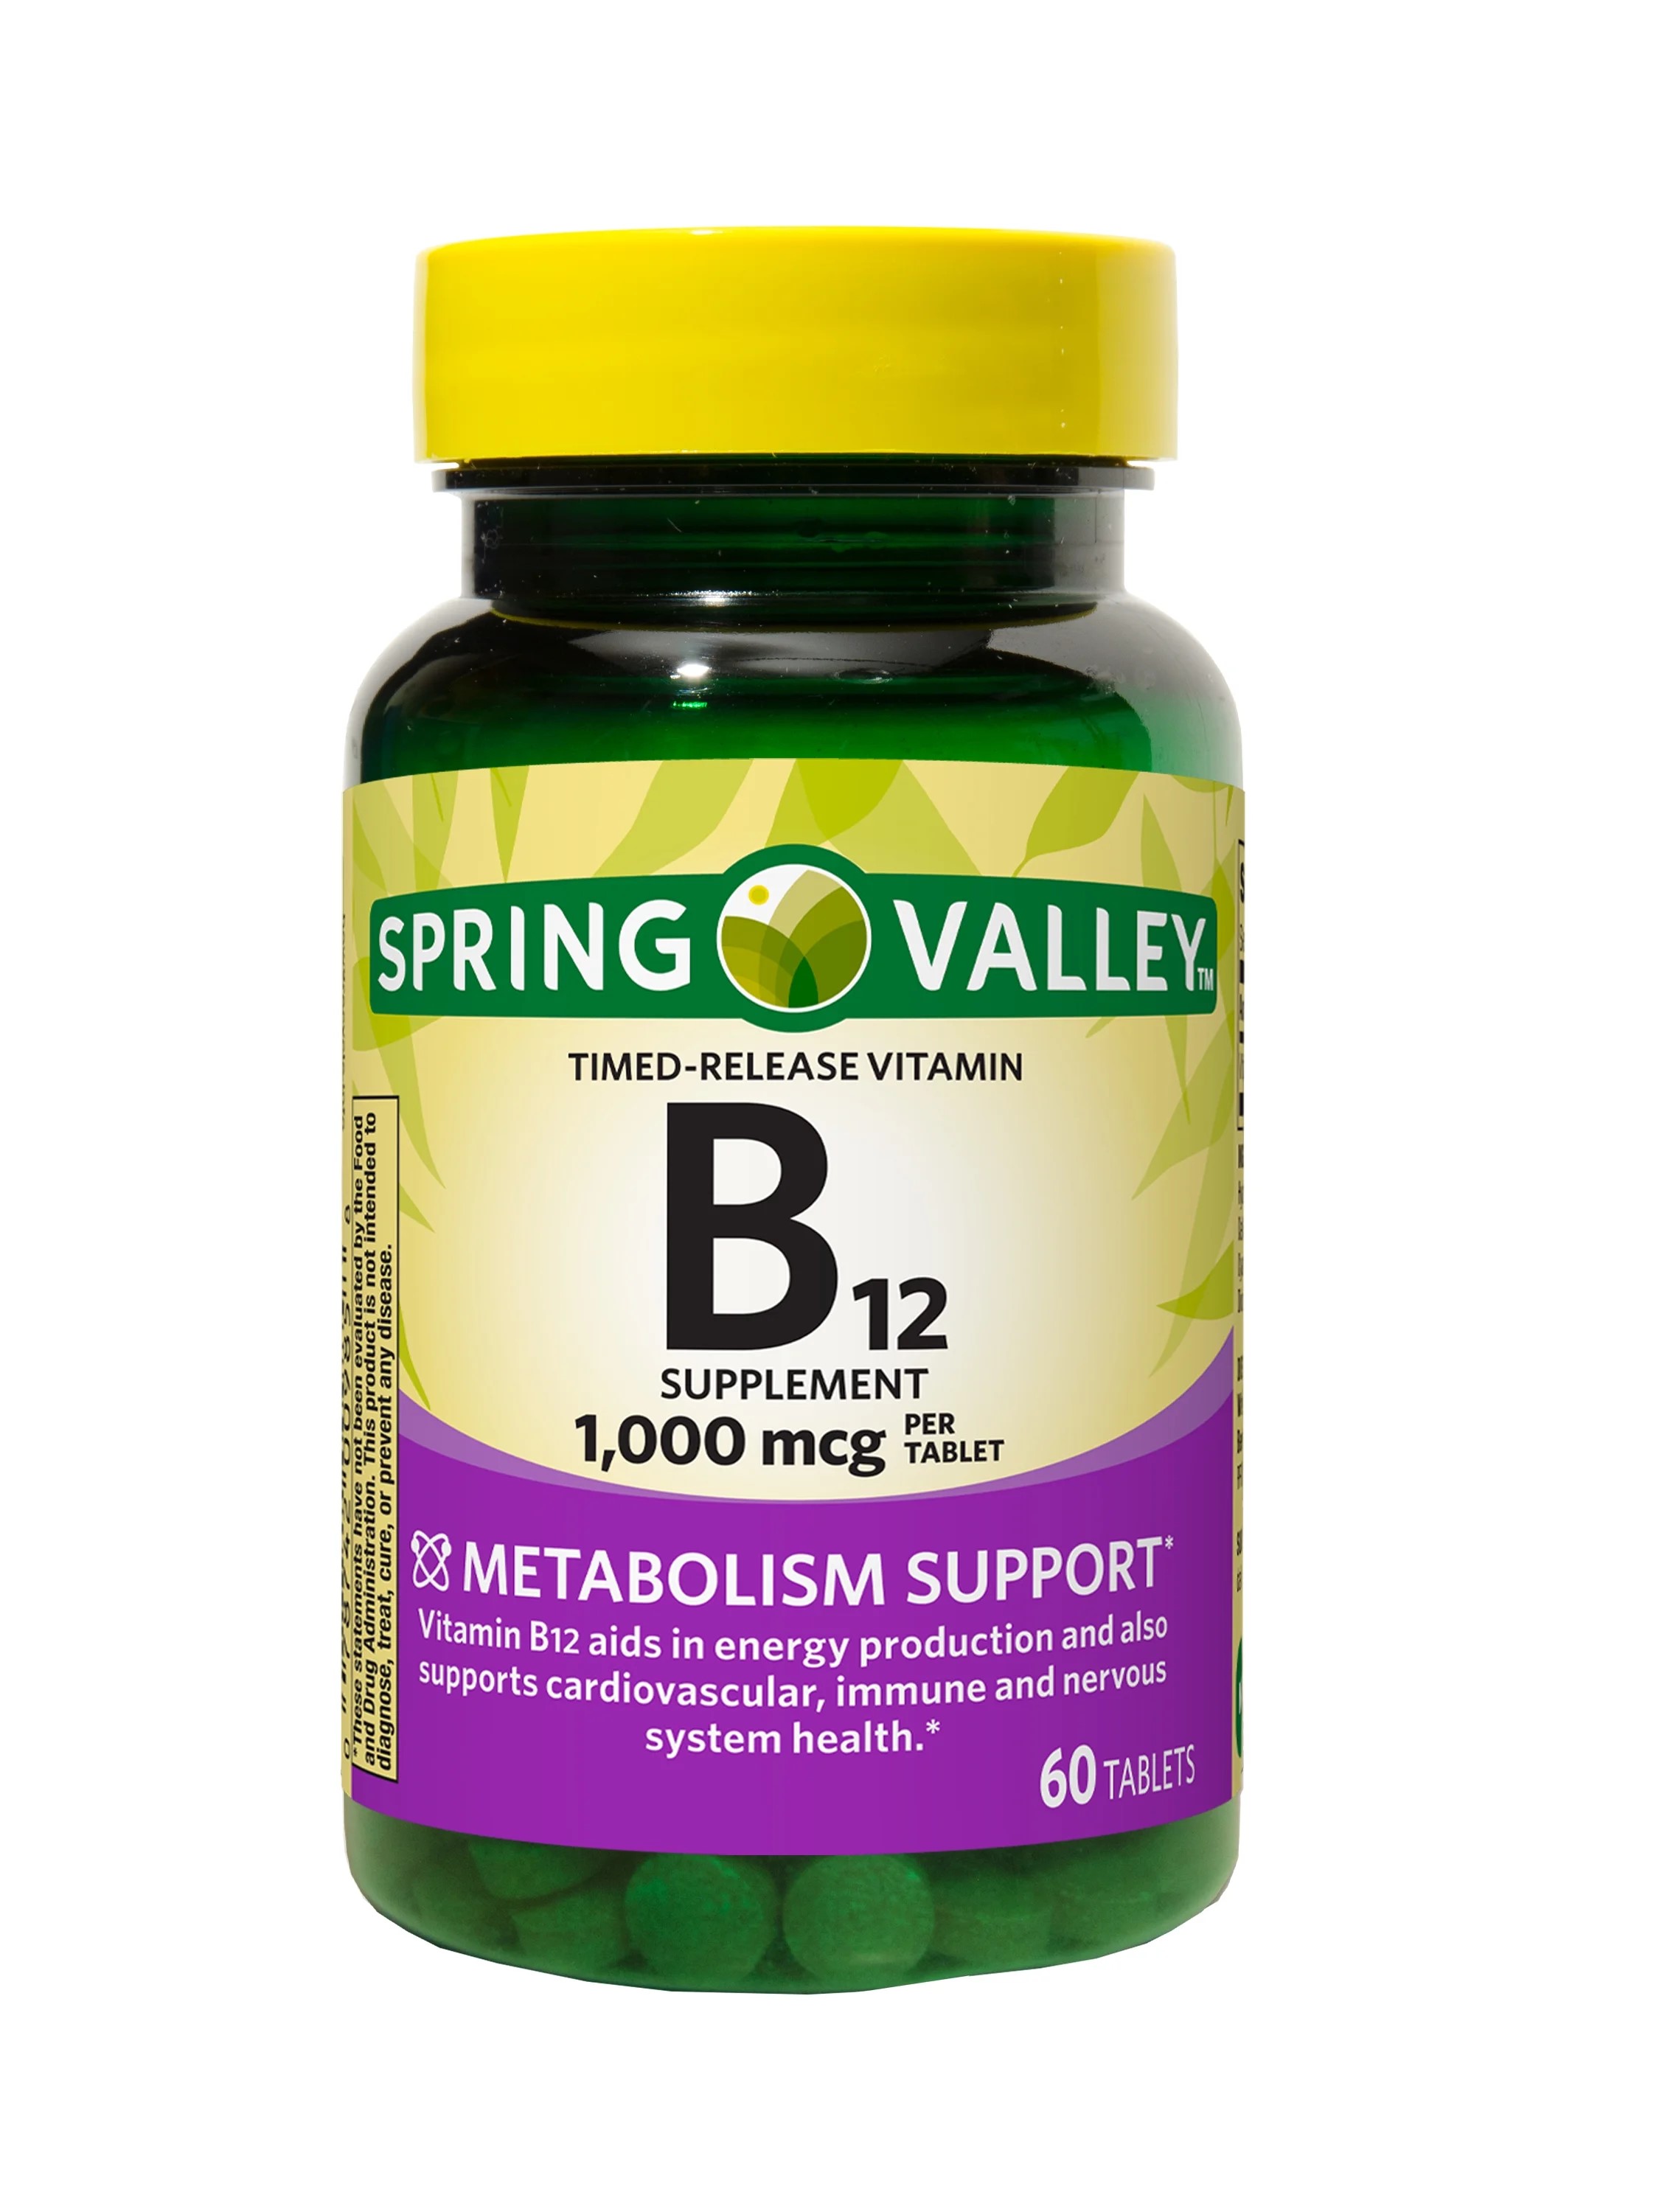 SPRING VALLEY™
TIMED-RELEASE VITAMIN
B12
SUPPLEMENT
1,000 mcg PER
TABLET
METABOLISM SUPPORT*
Vitamin B12 aids in energy production and also
supports cardiovascular, immune and nervous
system health.*
60 TABLETS
*These statements have not been evaluated by the Food
and Drug Administration. This product is not intended to
diagnose, treat, cure, or prevent any disease.